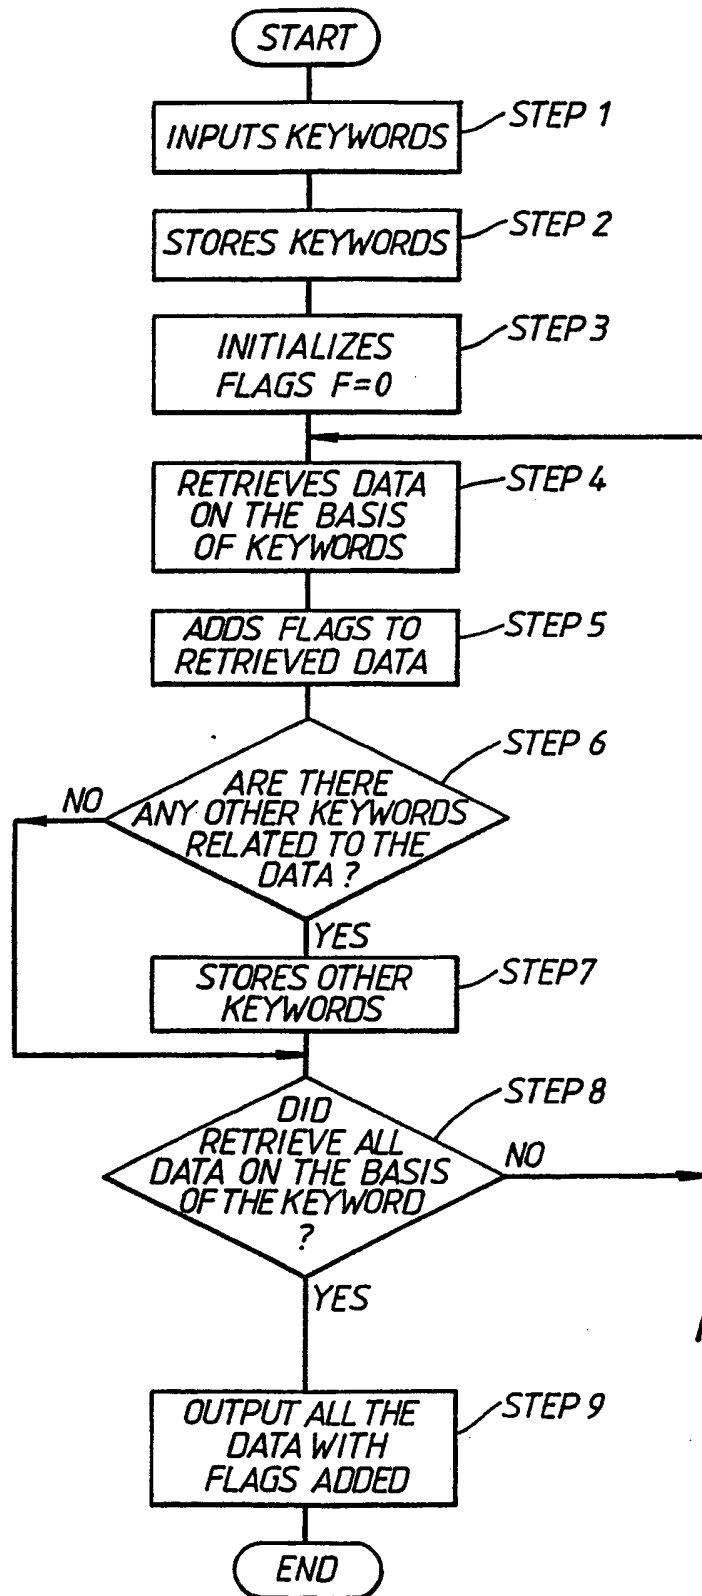 START
INPUTS KEYWORDS
STEP 1
STORES KEYWORDS
STEP 2
INITIALIZES
FLAGS F=0
STEP 3
RETRIEVES DATA
ON THE BASIS
OF KEYWORDS
STEP 4
ADDS FLAGS TO
RETRIEVED DATA
STEP 5
STEP 6
ARE THERE
ANY OTHER KEYWORDS
RELATED TO THE
DATA ?
NO
YES
STORES OTHER
KEYWORDS
STEP7
STEP 8
DID
RETRIEVE ALL
DATA ON THE BASIS
OF THE KEYWORD
?
NO
YES
OUTPUT ALL THE
DATA WITH
FLAGS ADDED
STEP 9
END